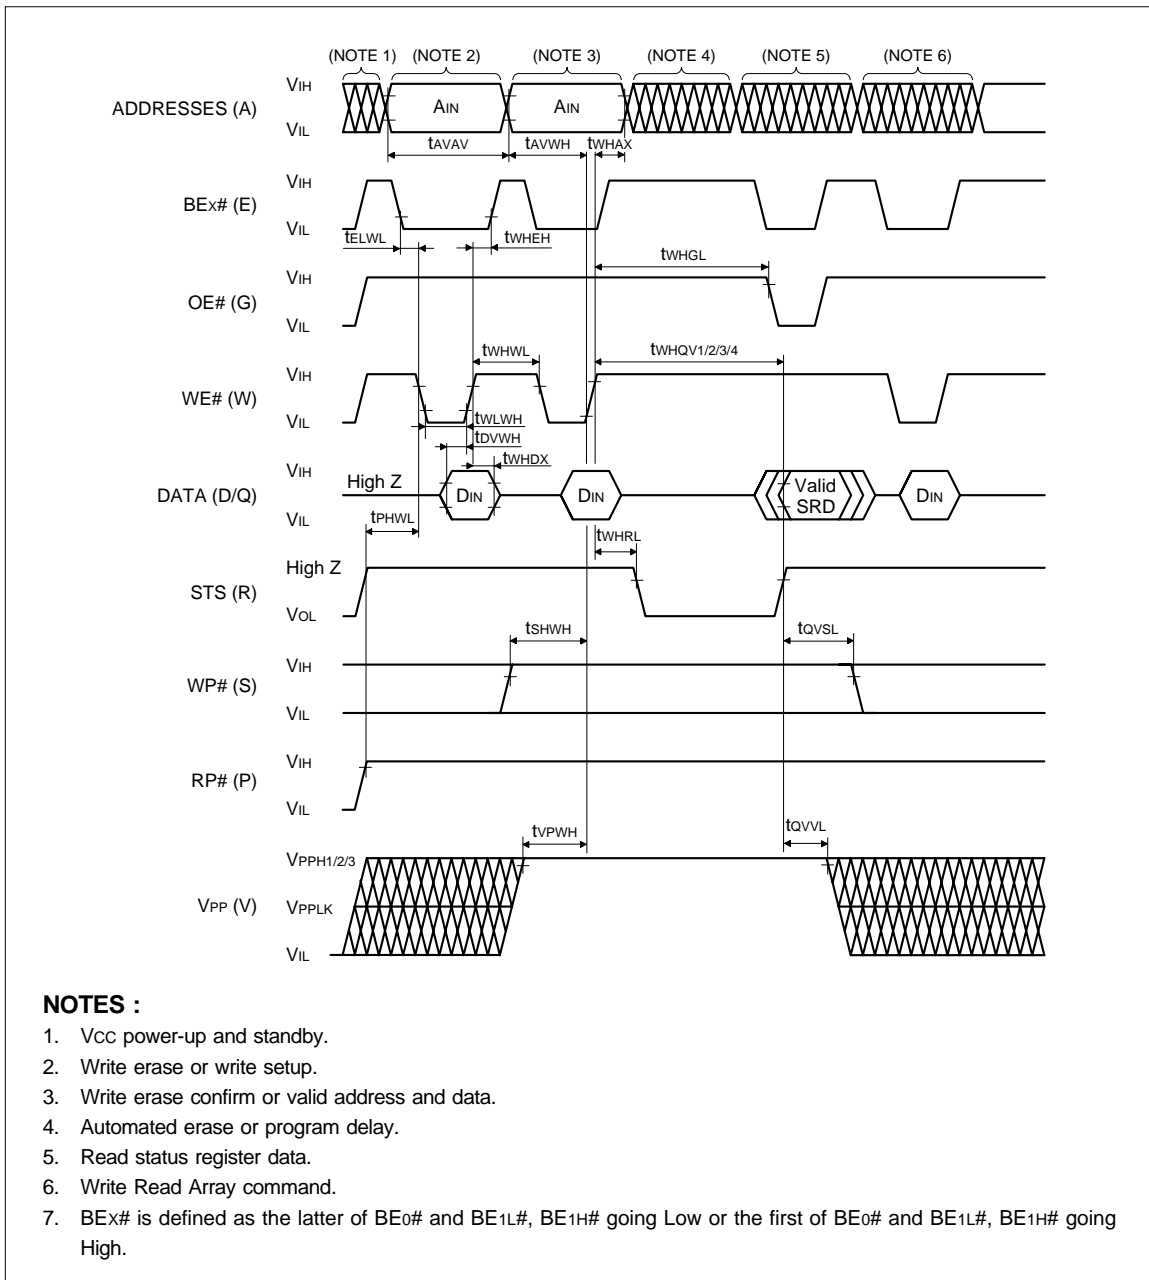 (NOTE 1) (NOTE 2) (NOTE 3) (NOTE 4) (NOTE 5) (NOTE 6)
VIH
ADDRESSES (A) AIN AIN
VIL
tAVAV tAVWH tWHAX
VIH
BEX# (E)
VIL
tELWL tWHEH
tWHGL
VIH
OE# (G)
VIL
tWHWL tWHQV1/2/3/4
VIH
WE# (W)
VIL
tWLWH
tDVWH
tWHDX
VIH
High Z
DATA (D/Q) DIN DIN Valid SRD DIN
VIL
tPHWL
tWHRL
High Z
STS (R)
VOL
tSHWH tQVSL
VIH
WP# (S)
VIL
VIH
RP# (P)
VIL
tVPWH tQVVL
VPPH1/2/3
VPP (V) VPPLK
VIL
NOTES :
1. VCC power-up and standby.
2. Write erase or write setup.
3. Write erase confirm or valid address and data.
4. Automated erase or program delay.
5. Read status register data.
6. Write Read Array command.
7. BEX# is defined as the latter of BE0# and BE1L#, BE1H# going Low or the first of BE0# and BE1L#, BE1H# going
High.